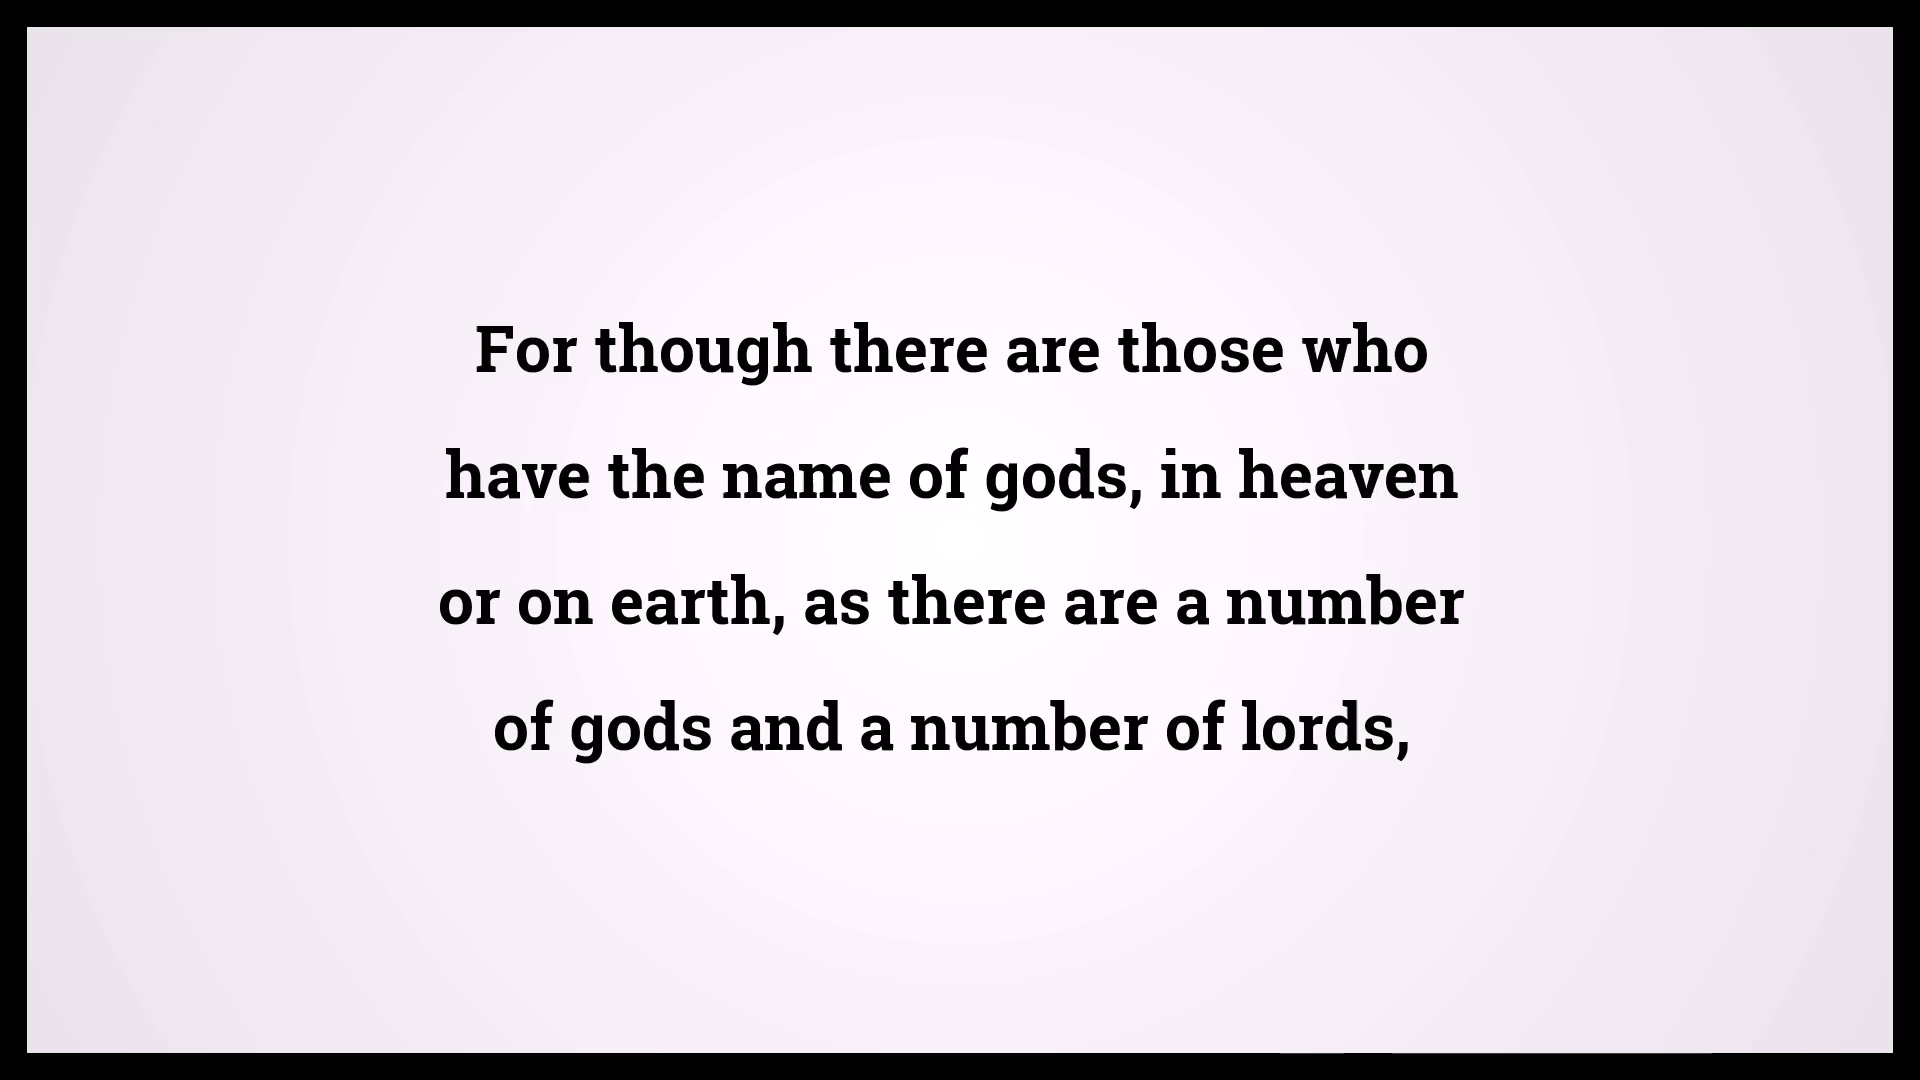 For though there are those who
have the name of gods, in heaven
or on earth, as there are a number
of gods and a number of lords,